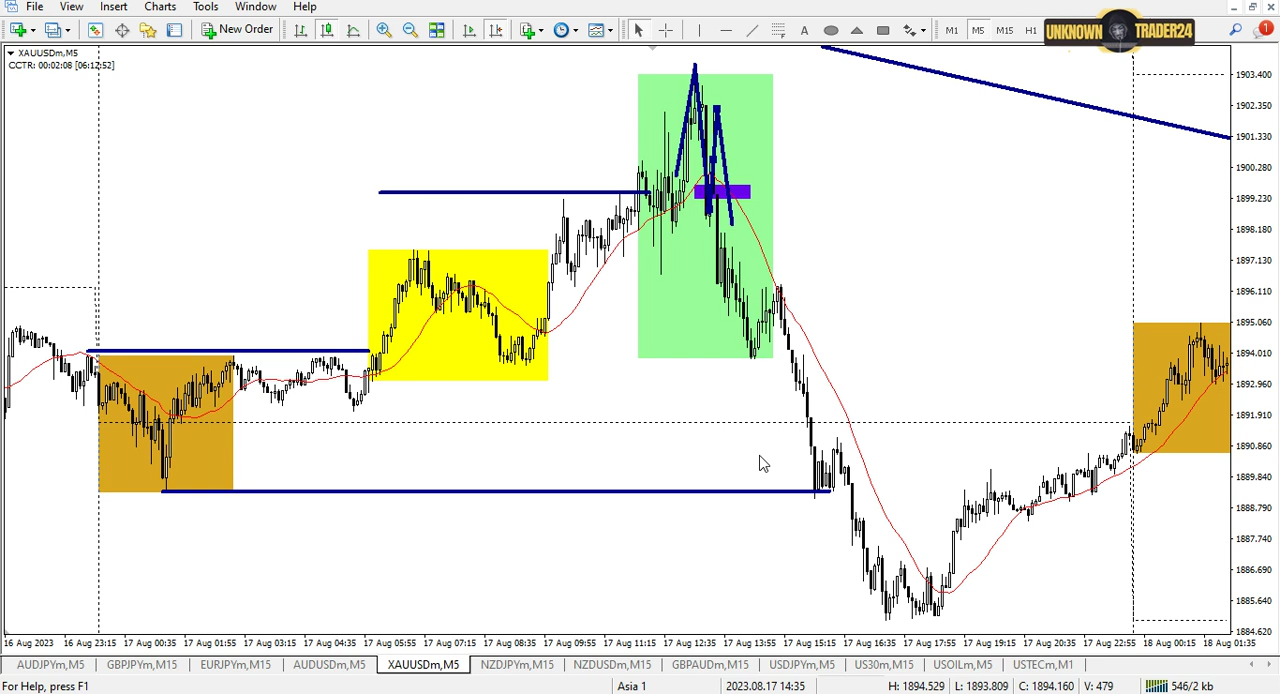 File View Insert Charts Tools Window Help
New Order A M1 M5 M15 H1 UNKNOWN TRADER24 1
XAUUSDm,M5
CCTR: 00:02:08 [06:12:52]
1903.400
1902.350
1901.330
1900.280
1899.230
1898.180
1897.130
1896.110
1895.060
1894.010
1892.960
1891.910
1890.860
1889.840
1888.790
1887.740
1886.690
1885.640
1884.620
16 Aug 2023 16 Aug 23:15 17 Aug 00:35 17 Aug 01:55 17 Aug 03:15 17 Aug 04:35 17 Aug 05:55 17 Aug 07:15 17 Aug 08:35 17 Aug 09:55 17 Aug 11:15 17 Aug 12:35 17 Aug 13:55 17 Aug 15:15 17 Aug 16:35 17 Aug 17:55 17 Aug 19:15 17 Aug 20:35 17 Aug 22:55 18 Aug 00:15 18 Aug 01:35
AUDJPYm,M5 GBPJPYm,M15 EURJPYm,M15 AUDUSDm,M5 XAUUSDm,M5 NZDJPYm,M15 NZDUSDm,M15 GBPAUDm,M15 USDJPYm,M5 US30m,M15 USOILm,M5 USTECm,M1
For Help, press F1 Asia 1 2023.08.17 14:35 H: 1894.529 L: 1893.809 C: 1894.160 V: 479 546/2 kb